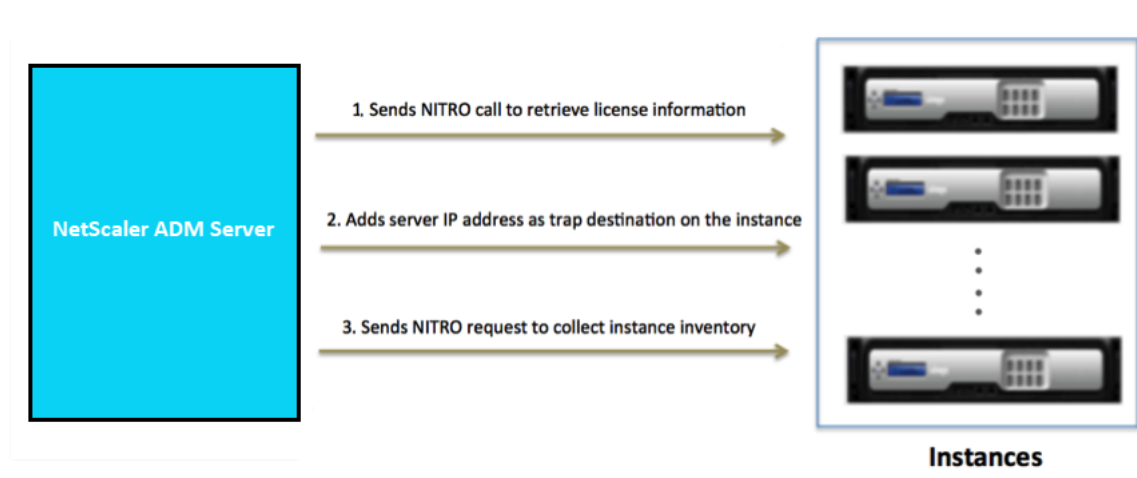 1. Sends NITRO call to retrieve license information
NetScaler ADM Server
2. Adds server IP address as trap destination on the instance
3. Sends NITRO request to collect instance inventory
Instances